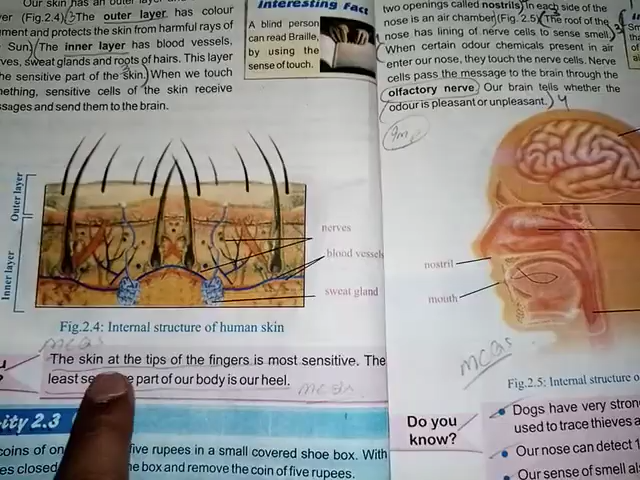 Our skin has an outer layer and
er (Fig.2.4). The outer layer has colour
ment and protects the skin from harmful rays of
Sun. The inner layer has blood vessels,
ves, sweat glands and roots of hairs. This layer
he sensitive part of the skin. When we touch
nething, sensitive cells of the skin receive
ssages and send them to the brain.
Interesting Fact
A blind person
can read Braille,
by using the
sense of touch.
Outer layer
Inner layer
nerves
blood vessels
sweat gland
Fig.2.4: Internal structure of human skin
MCQs
The skin at the tips of the fingers is most sensitive. The
least part of our body is our heel.
MCQs
ity 2.3
coins of on five rupees in a small covered shoe box. With
es closed he box and remove the coin of five rupees.
two openings called nostrils in each side of the
nose is an air chamber (Fig. 2.5). The roof of the
nose has lining of nerve cells to sense smell.
When certain odour chemicals present in air
enter our nose, they touch the nerve cells. Nerve
cells pass the message to the brain through the
olfactory nerve. Our brain tells whether the
odour is pleasant or unpleasant. 4
nostril
mouth
MCQs
Fig.2.5: Internal structure o
Do you
know?
Dogs have very stron
used to trace thieves a
Our nose can detect 1
Our sense of smell al